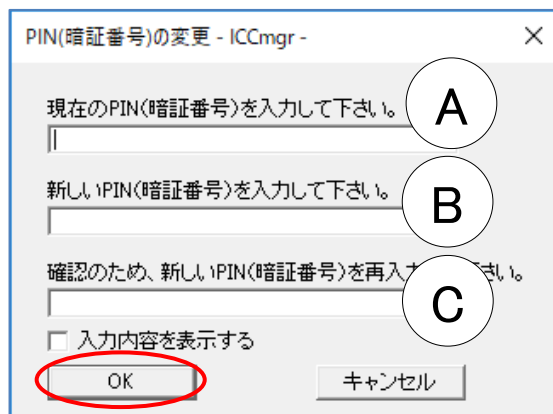 PIN(暗証番号)の変更 - ICCmgr -
現在のPIN(暗証番号)を入力して下さい。
A
新しいPIN(暗証番号)を入力して下さい。
B
確認のため、新しいPIN(暗証番号)を再入 さい。
C
入力内容を表示する
OK キャンセル